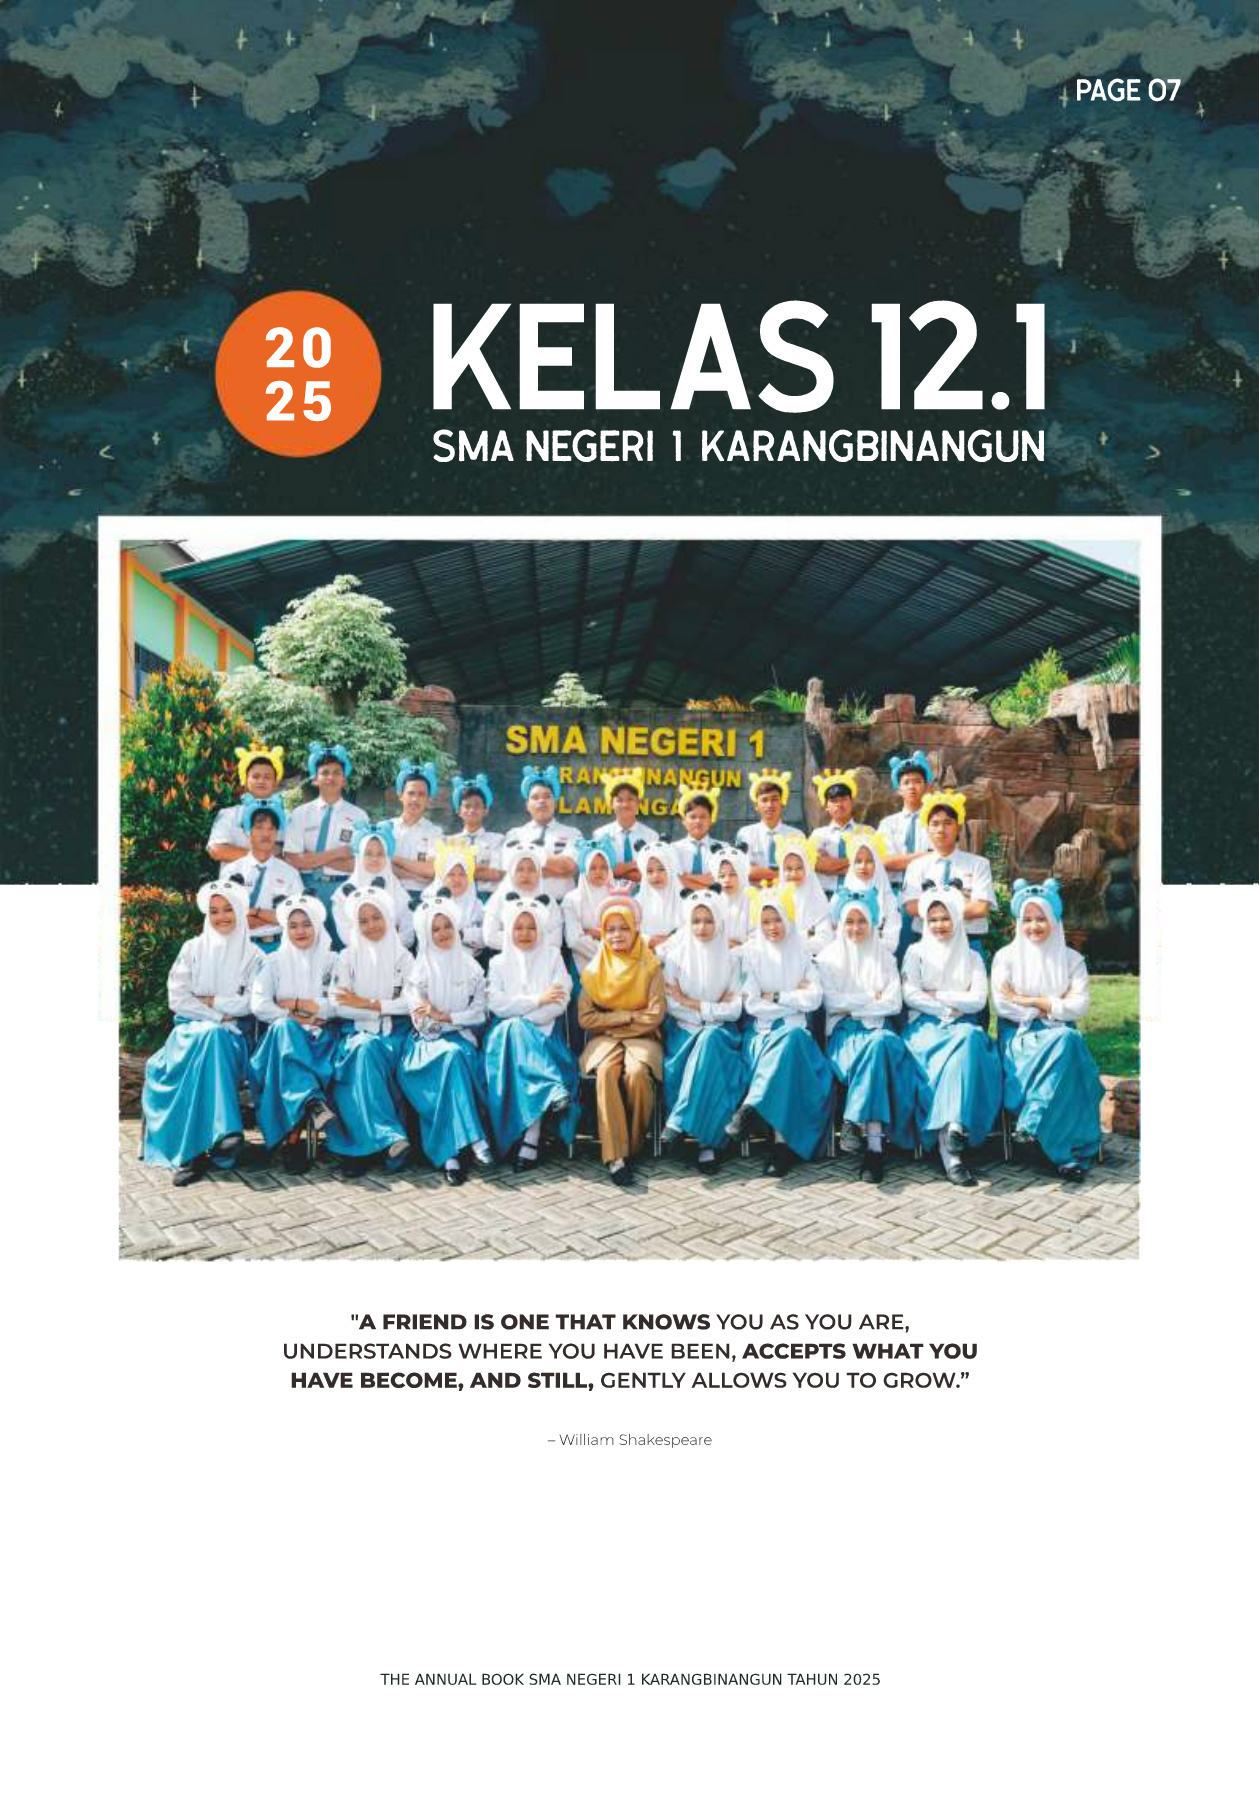 PAGE 07
20
25
KELAS 12.1
SMA NEGERI 1 KARANGBINANGUN
SMA NEGERI 1
"A FRIEND IS ONE THAT KNOWS YOU AS YOU ARE,
UNDERSTANDS WHERE YOU HAVE BEEN, ACCEPTS WHAT YOU
HAVE BECOME, AND STILL, GENTLY ALLOWS YOU TO GROW.”
– William Shakespeare
THE ANNUAL BOOK SMA NEGERI 1 KARANGBINANGUN TAHUN 2025